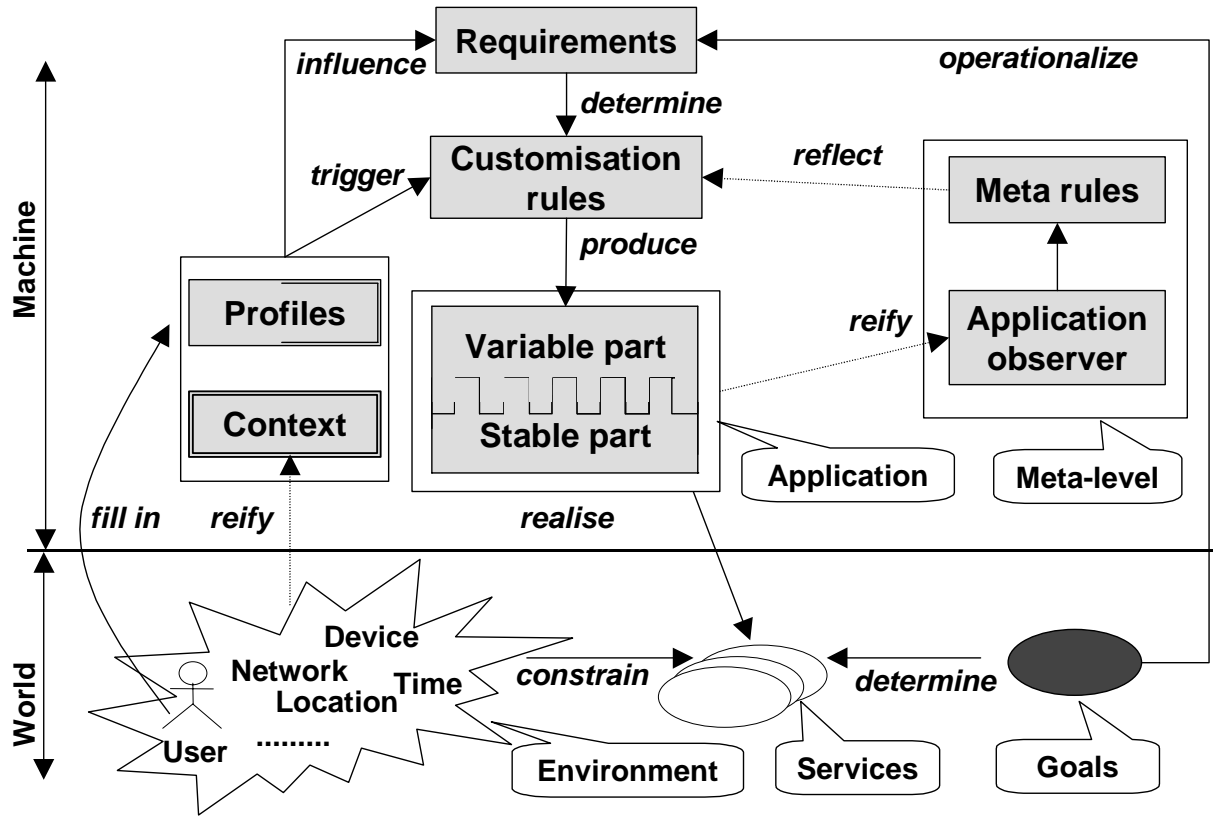 Requirements
influence
operationalize
determine
Customisation
rules
trigger
reflect
Meta rules
produce
Machine
Profiles
Variable part
reify
Application
observer
Context
Stable part
Application
Meta-level
fill in
reify
realise
World
Device
Network
Location
Time
User
.........
constrain
determine
Environment
Services
Goals